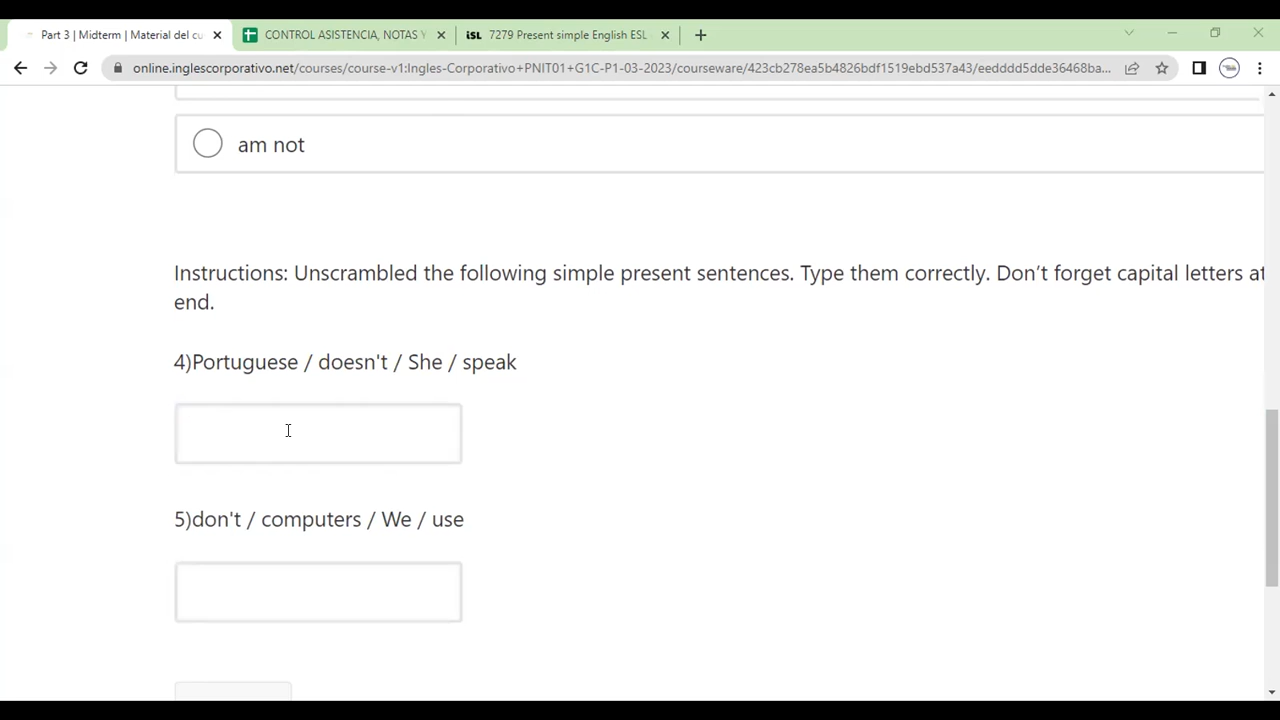 Part 3 | Midterm | Material del cu
CONTROL ASISTENCIA, NOTAS Y
iSL 7279 Present simple English ESL
online.inglescorporativo.net/courses/course-v1:Ingles-Corporativo+PNIT01+G1C-P1-03-2023/courseware/423cb278ea5b4826bdf1519ebd537a43/eedddd5dde36468ba...
am not
Instructions: Unscrambled the following simple present sentences. Type them correctly. Don’t forget capital letters at
end.
4)Portuguese / doesn't / She / speak
5)don't / computers / We / use